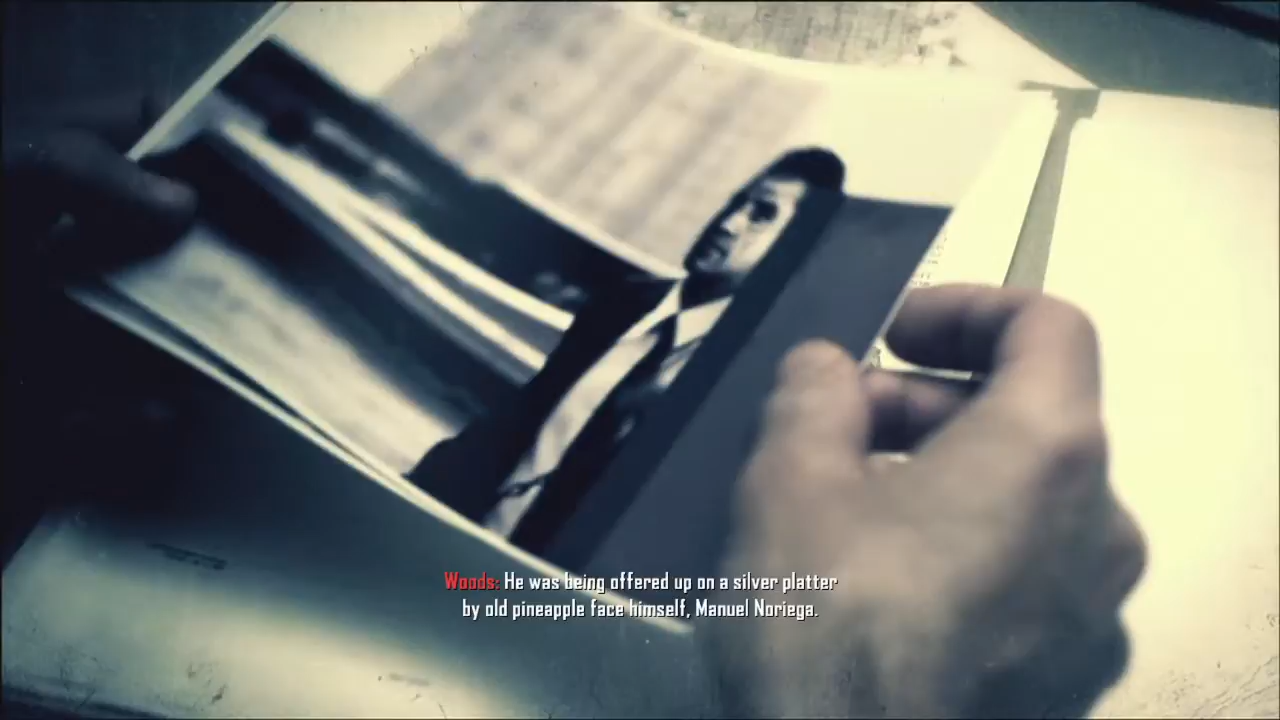 Woods: He was being offered up on a silver platter
by old pineapple face himself, Manuel Noriega.